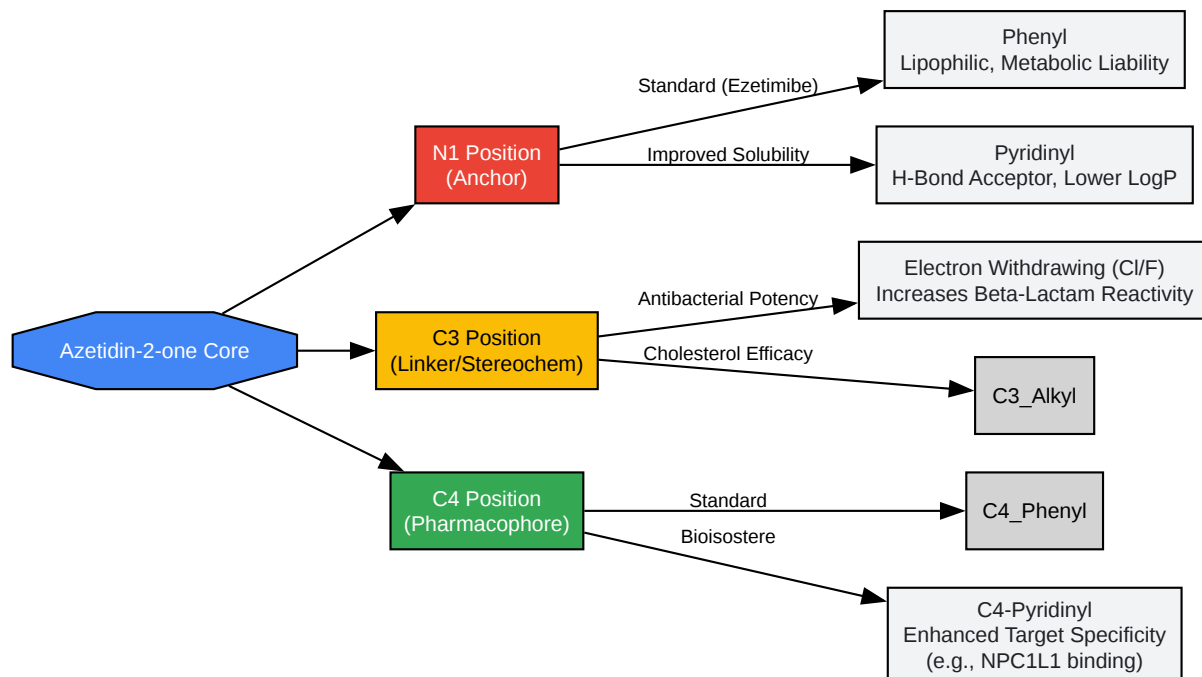 Phenyl
Lipophilic, Metabolic Liability
Standard (Ezetimibe)
N1 Position
(Anchor)
Improved Solubility
Pyridinyl
H-Bond Acceptor, Lower LogP
Electron Withdrawing (Cl/F)
Increases Beta-Lactam Reactivity
Antibacterial Potency
Azetidin-2-one Core
C3 Position
(Linker/Stereochem)
Cholesterol Efficacy
C3_Alkyl
C4 Position
(Pharmacophore)
Standard
C4_Phenyl
Bioisostere
C4-Pyridinyl
Enhanced Target Specificity
(e.g., NPC1L1 binding)